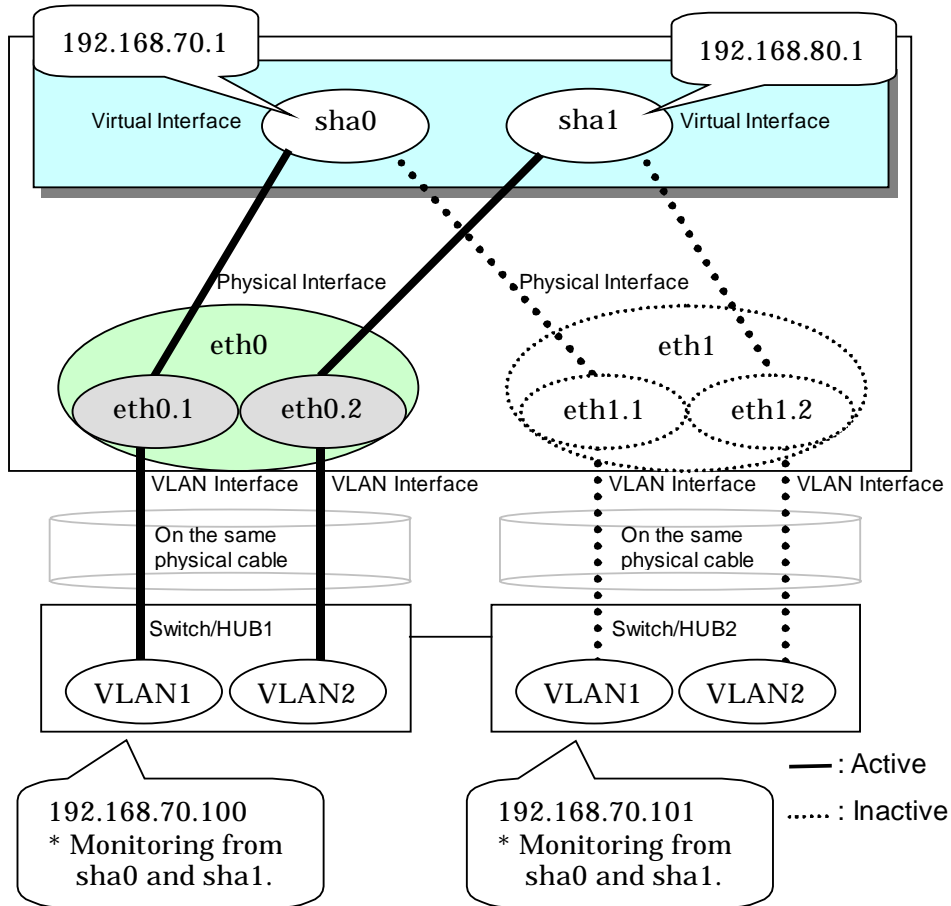 192.168.70.1
192.168.80.1
Virtual Interface
sha0
sha1
Virtual Interface
Physical Interface
Physical Interface
eth0
eth1
eth0.1
eth0.2
eth1.1
eth1.2
VLAN Interface
VLAN Interface
VLAN Interface
VLAN Interface
On the same
physical cable
On the same
physical cable
Switch/HUB1
Switch/HUB2
VLAN1
VLAN2
VLAN1
VLAN2
192.168.70.100
* Monitoring from
sha0 and sha1.
192.168.70.101
* Monitoring from
sha0 and sha1.
: Active
: Inactive